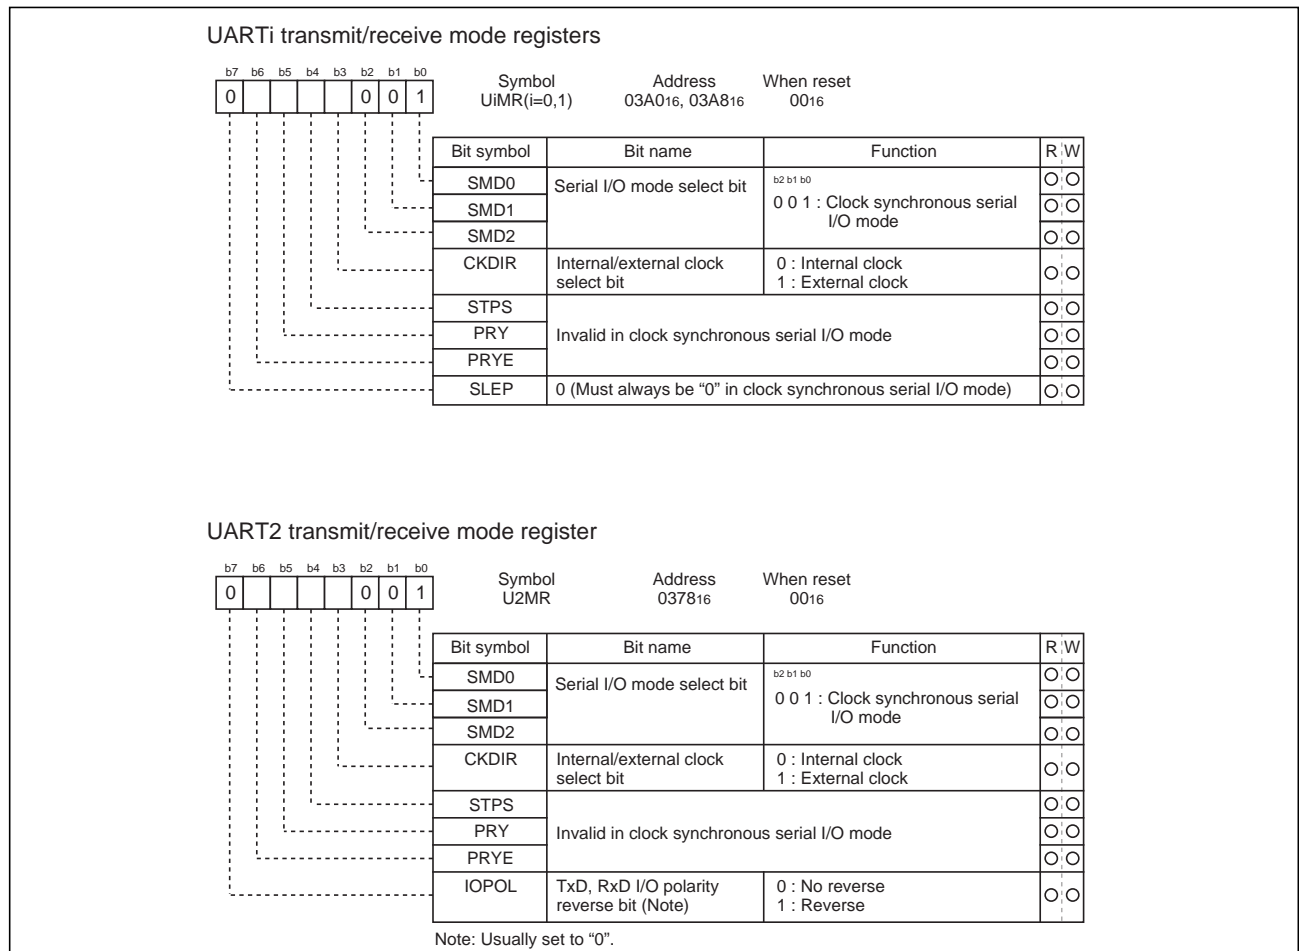 UARTi transmit/receive mode registers
b7 b6 b5 b4 b3 b2 b1 b0
0 0 0 1
Symbol Address When reset
UiMR(i=0,1) 03A016, 03A816 0016
Bit symbol Bit name Function R W
SMD0 Serial I/O mode select bit b2 b1 b0
SMD1 0 0 1 : Clock synchronous serial
I/O mode
SMD2
CKDIR Internal/external clock 0 : Internal clock
select bit 1 : External clock
STPS
PRY Invalid in clock synchronous serial I/O mode
PRYE
SLEP 0 (Must always be “0” in clock synchronous serial I/O mode)
UART2 transmit/receive mode register
b7 b6 b5 b4 b3 b2 b1 b0
0 0 0 1
Symbol Address When reset
U2MR 037816 0016
Bit symbol Bit name Function R W
SMD0 Serial I/O mode select bit b2 b1 b0
SMD1 0 0 1 : Clock synchronous serial
I/O mode
SMD2
CKDIR Internal/external clock 0 : Internal clock
select bit 1 : External clock
STPS
PRY Invalid in clock synchronous serial I/O mode
PRYE
IOPOL TxD, RxD I/O polarity 0 : No reverse
reverse bit (Note) 1 : Reverse
Note: Usually set to “0”.